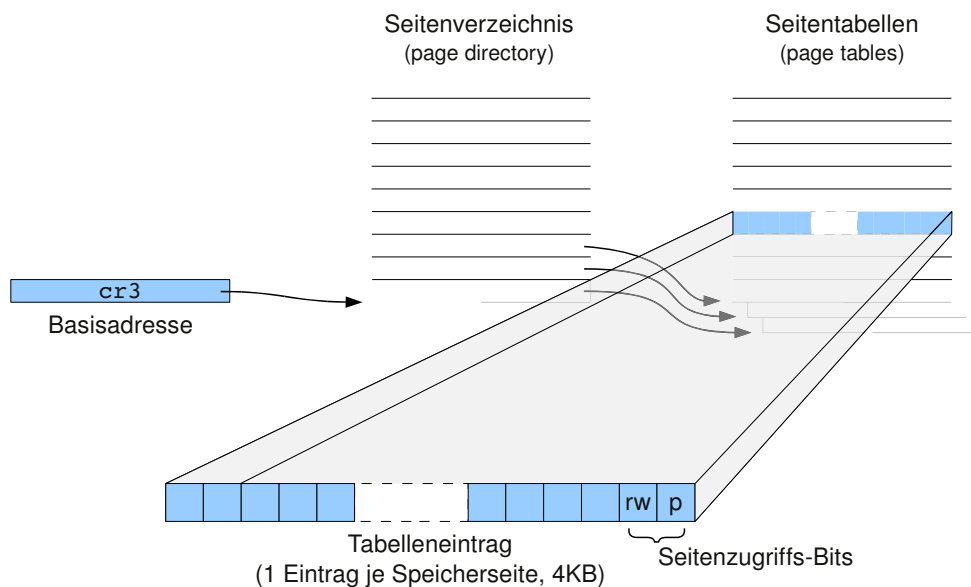 Seitenverzeichnis
(page directory)
Seitentabellen
(page tables)
cr3
Basisadresse
rw
p
Tabelleneintrag
(1 Eintrag je Speicherseite, 4KB)
Seitenzugriffs-Bits